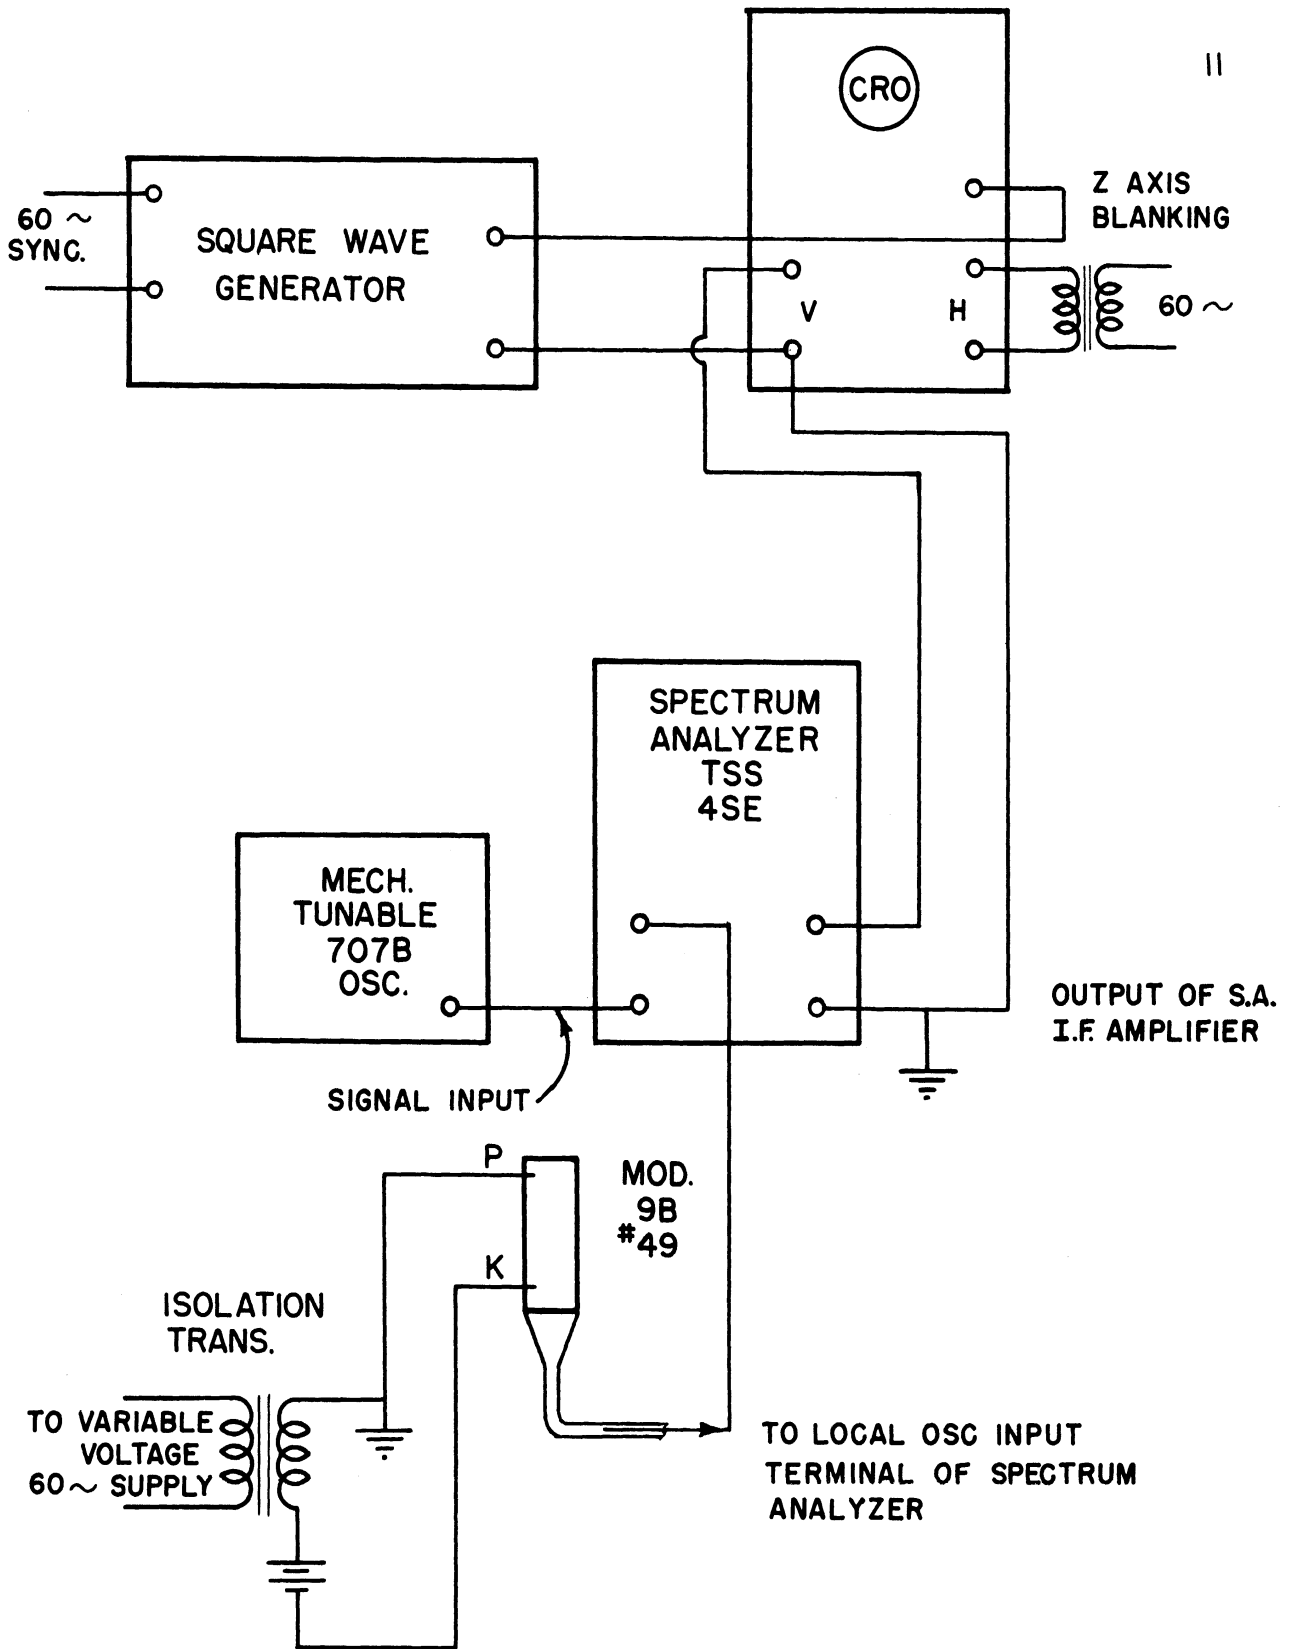 11
CRO
Z AXIS
BLANKING
60 ~
SYNC.
SQUARE WAVE
GENERATOR
V
H
60 ~
SPECTRUM
ANALYZER
TSS
4SE
MECH.
TUNABLE
707B
OSC.
OUTPUT OF S.A.
I.F. AMPLIFIER
SIGNAL INPUT
P
MOD.
9B
#49
K
ISOLATION
TRANS.
TO VARIABLE
VOLTAGE
60 ~ SUPPLY
TO LOCAL OSC INPUT
TERMINAL OF SPECTRUM
ANALYZER